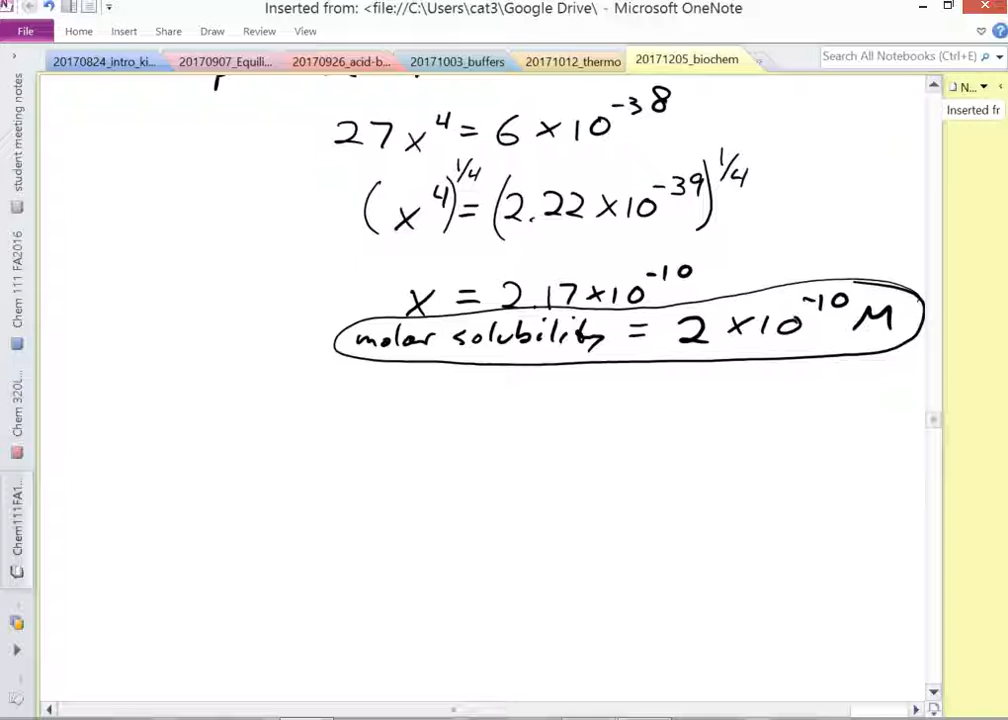 Inserted from: <file://C:\Users\cat3\Google Drive\ - Microsoft OneNote
File Home Insert Share Draw Review View
20170824_intro_ki... 20170907_Equili... 20170926_acid-b... 20171003_buffers 20171012_thermo 20171205_biochem
Search All Notebooks (Ctrl+E)
N...
Inserted fr
student meeting notes
Chem 111 FA2016
Chem 320L
Chem111FA1
27x⁴ = 6 × 10⁻³⁸
(x⁴)^1/4 = (2.22 × 10⁻³⁹)^1/4
x = 2.17 × 10⁻¹⁰
molar solubility = 2 × 10⁻¹⁰ M